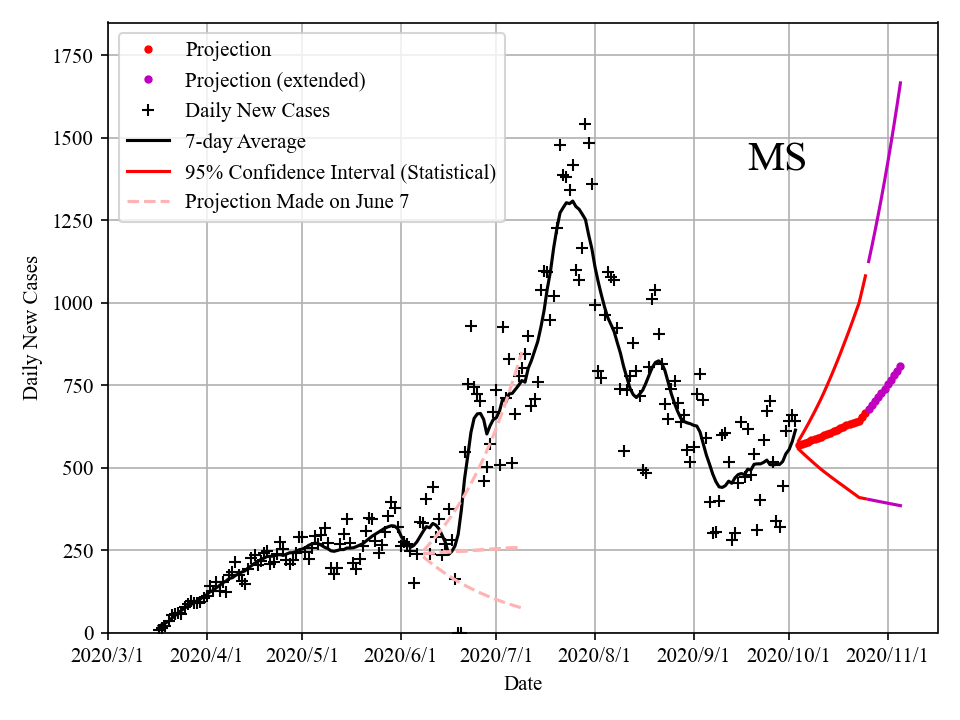 Projection
Projection (extended)
Daily New Cases
7-day Average
95% Confidence Interval (Statistical)
Projection Made on June 7
MS
Daily New Cases
1750
1500
1250
1000
750
500
250
0
2020/3/1 2020/4/1 2020/5/1 2020/6/1 2020/7/1 2020/8/1 2020/9/1 2020/10/1 2020/11/1
Date